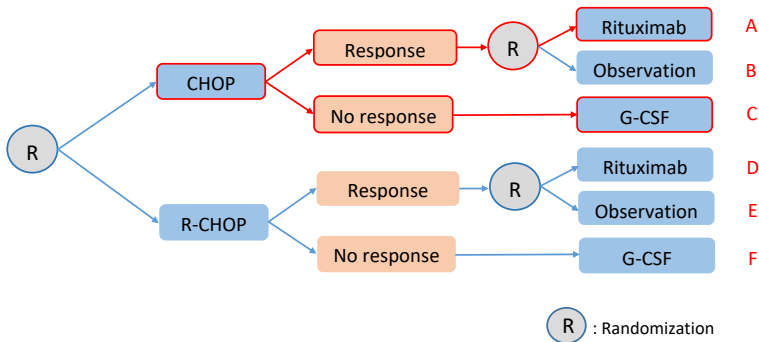 Response
R
Rituximab
A
CHOP
Observation
B
No response
G-CSF
C
R
Response
R
Rituximab
D
R-CHOP
Observation
E
No response
G-CSF
F
R : Randomization